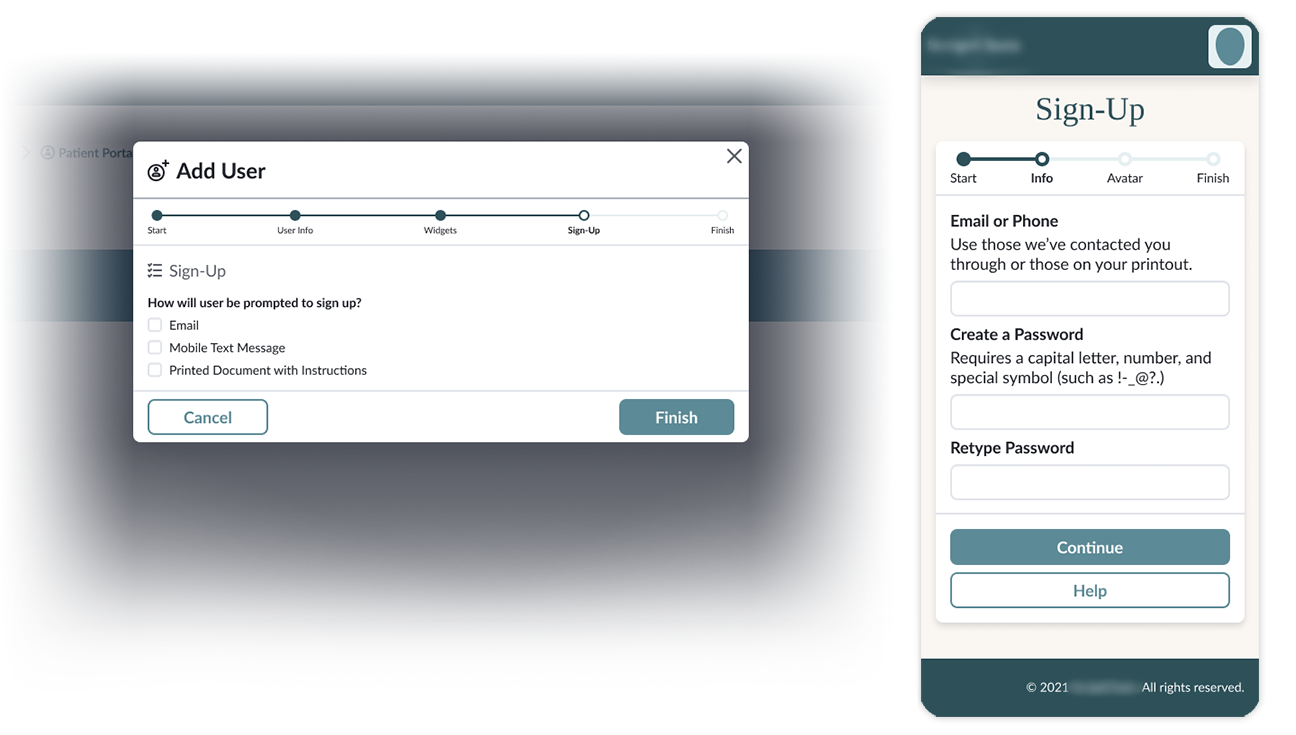 Patient Porta
Add User
Start
User Info
Widgets
Sign-Up
Finish
Sign-Up
How will user be prompted to sign up?
Email
Mobile Text Message
Printed Document with Instructions
Cancel
Finish
Sign-Up
Start
Info
Avatar
Finish
Email or Phone
Use those we’ve contacted you
through or those on your printout.
Create a Password
Requires a capital letter, number, and
special symbol (such as !-_@?.)
Retype Password
Continue
Help
© 2021 All rights reserved.